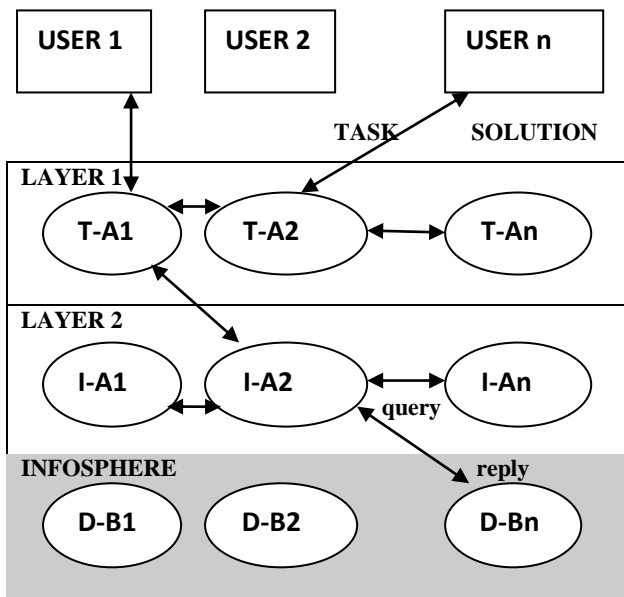 USER 1 USER 2 USER n
TASK SOLUTION
LAYER 1
T-A1 T-A2 T-An
LAYER 2
I-A1 I-A2 I-An
query
INFOSPHERE reply
D-B1 D-B2 D-Bn